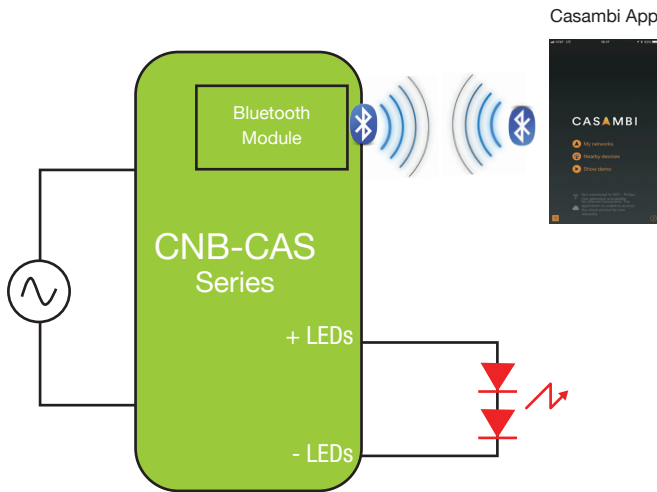 Casambi App
Bluetooth
Module
CASAMBI
My networks
Nearby devices
Show demo
CNB-CAS
Series
+ LEDs
- LEDs